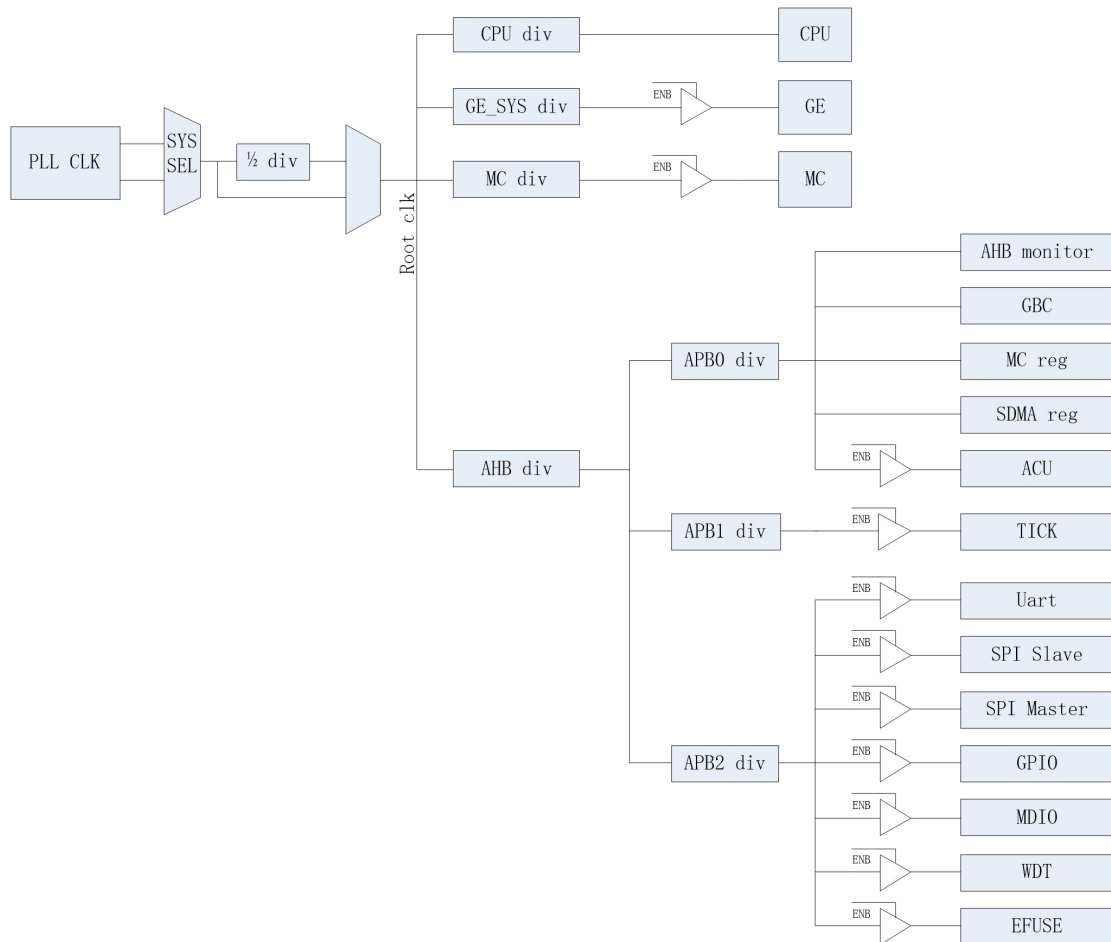 CPU div
CPU
ENB
GE_SYS div
GE
PLL CLK
SYS
SEL
½ div
ENB
MC div
MC
Root clk
AHB monitor
GBC
APB0 div
MC reg
SDMA reg
ENB
AHB div
ACU
ENB
APB1 div
TICK
ENB
Uart
ENB
SPI Slave
ENB
SPI Master
ENB
APB2 div
GPIO
ENB
MDIO
ENB
WDT
ENB
EFUSE